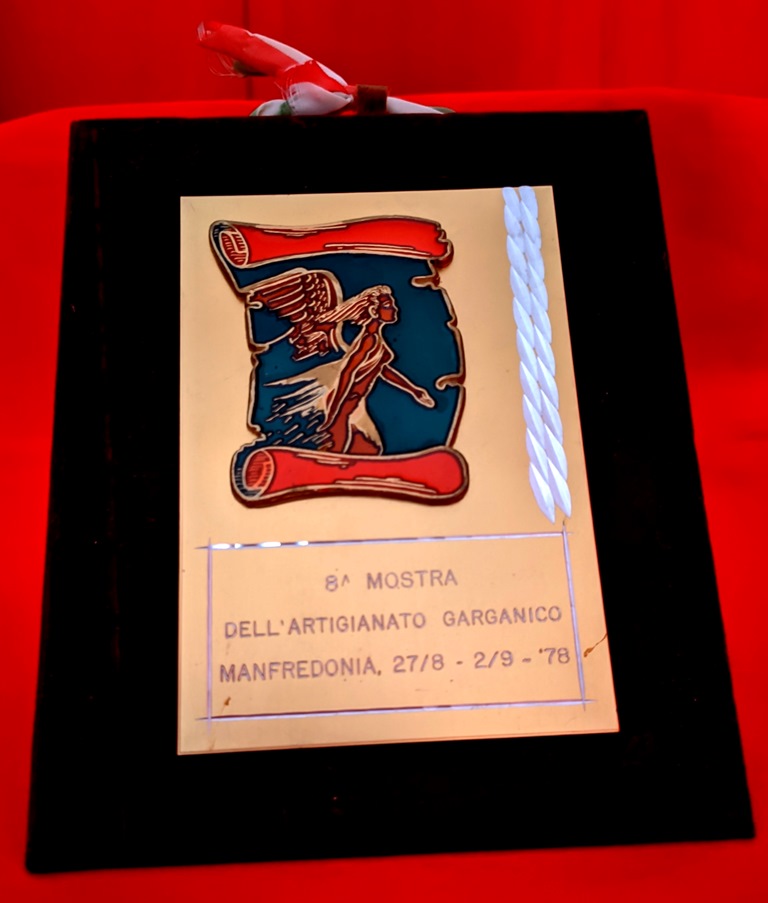 8^ MOSTRA
DELL'ARTIGIANATO GARGANICO
MANFREDONIA, 27/8 - 2/9 - '78